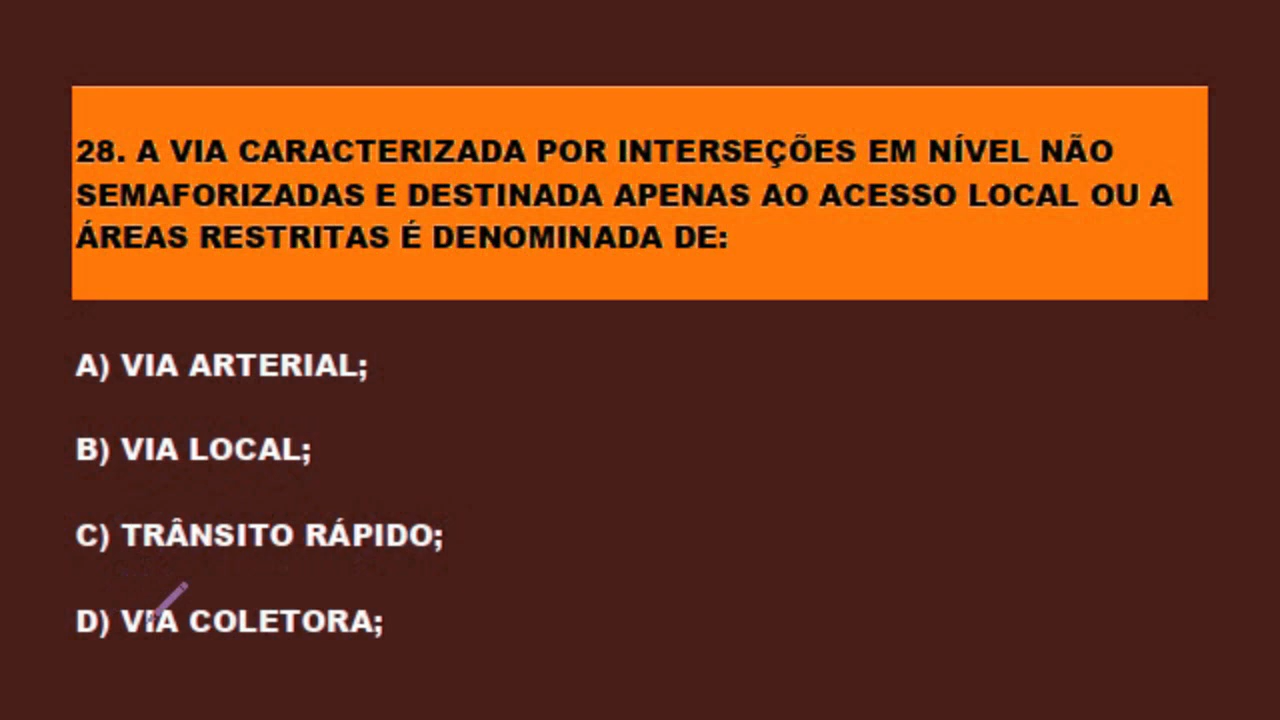 28. A VIA CARACTERIZADA POR INTERSEÇÕES EM NÍVEL NÃO
SEMAFORIZADAS E DESTINADA APENAS AO ACESSO LOCAL OU A
ÁREAS RESTRITAS É DENOMINADA DE:
A) VIA ARTERIAL;
B) VIA LOCAL;
C) TRÂNSITO RÁPIDO;
D) VIA COLETORA;